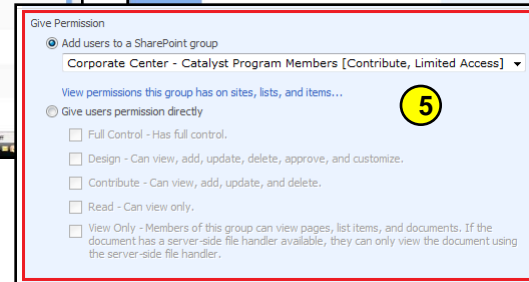 Give Permission
Add users to a SharePoint group
Corporate Center - Catalyst Program Members [Contribute, Limited Access]
View permissions this group has on sites, lists, and items...
5
Give users permission directly
Full Control - Has full control.
Design - Can view, add, update, delete, approve, and customize.
Contribute - Can view, add, update, and delete.
Read - Can view only.
View Only - Members of this group can view pages, list items, and documents. If the
document has a server-side file handler available, they can only view the document using
the server-side file handler.